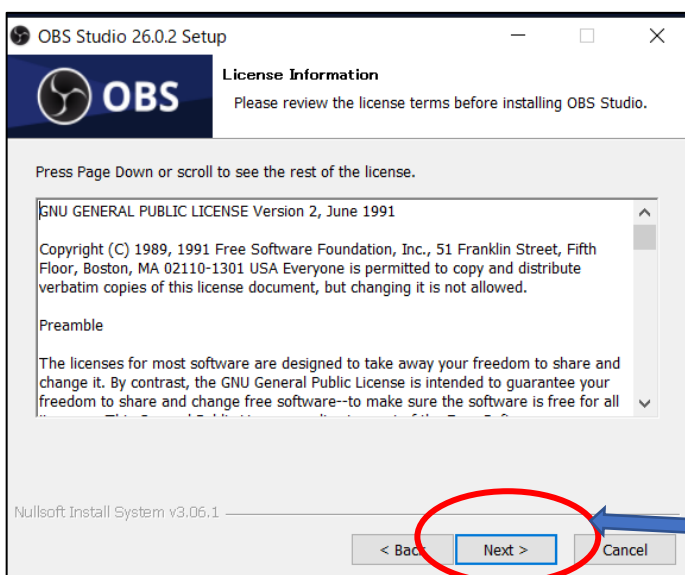 OBS Studio 26.0.2 Setup
OBS
License Information
Please review the license terms before installing OBS Studio.
Press Page Down or scroll to see the rest of the license.
GNU GENERAL PUBLIC LICENSE Version 2, June 1991
Copyright (C) 1989, 1991 Free Software Foundation, Inc., 51 Franklin Street, Fifth
Floor, Boston, MA 02110-1301 USA Everyone is permitted to copy and distribute
verbatim copies of this license document, but changing it is not allowed.
Preamble
The licenses for most software are designed to take away your freedom to share and
change it. By contrast, the GNU General Public License is intended to guarantee your
freedom to share and change free software--to make sure the software is free for all
Nullsoft Install System v3.06.1
< Back
Next >
Cancel